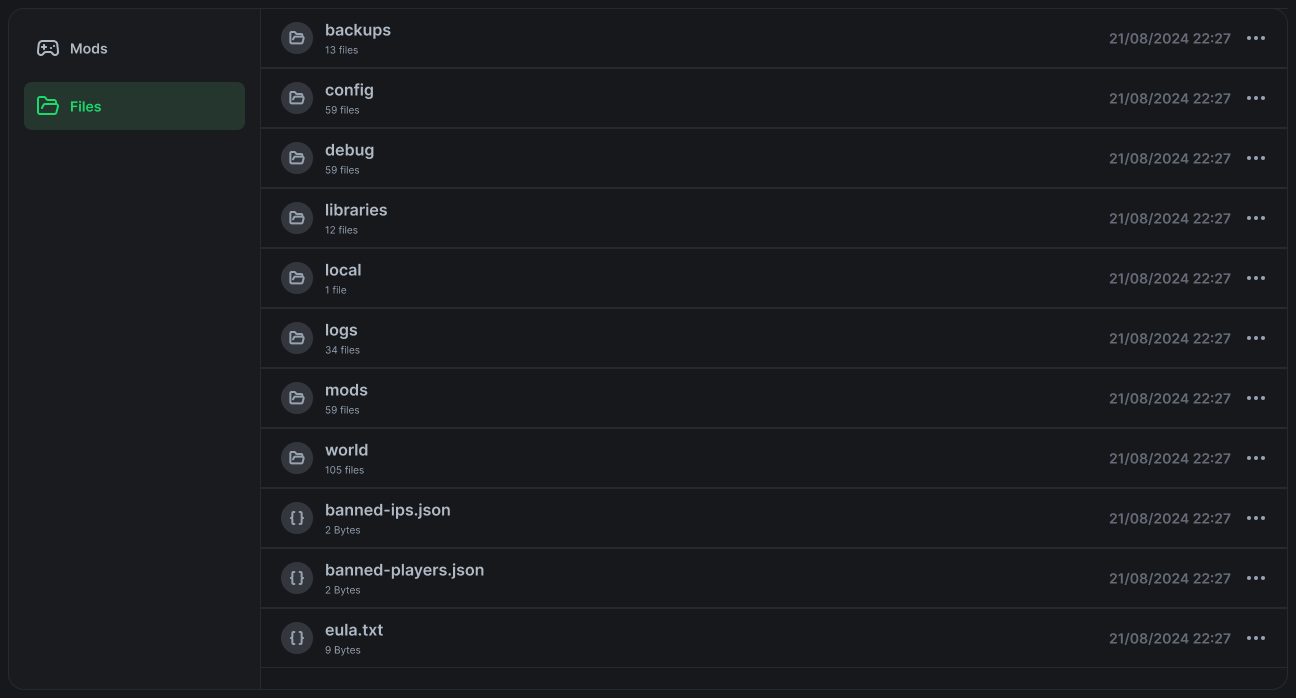 Mods
Files
backups
13 files
21/08/2024 22:27
config
59 files
21/08/2024 22:27
debug
59 files
21/08/2024 22:27
libraries
12 files
21/08/2024 22:27
local
1 file
21/08/2024 22:27
logs
34 files
21/08/2024 22:27
mods
59 files
21/08/2024 22:27
world
105 files
21/08/2024 22:27
banned-ips.json
2 Bytes
21/08/2024 22:27
banned-players.json
2 Bytes
21/08/2024 22:27
eula.txt
9 Bytes
21/08/2024 22:27